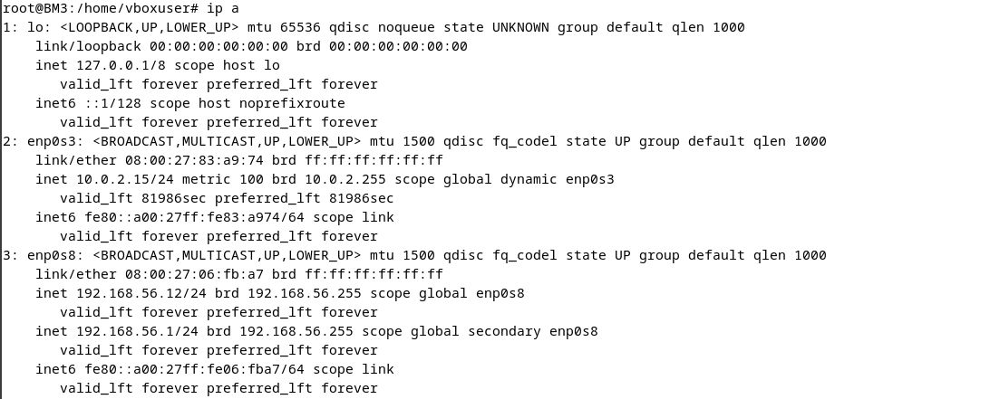 root@BM3:/home/vboxuser# ip a
1: lo: <LOOPBACK,UP,LOWER_UP> mtu 65536 qdisc noqueue state UNKNOWN group default qlen 1000
    link/loopback 00:00:00:00:00:00 brd 00:00:00:00:00:00
    inet 127.0.0.1/8 scope host lo
       valid_lft forever preferred_lft forever
    inet6 ::1/128 scope host noprefixroute
       valid_lft forever preferred_lft forever
2: enp0s3: <BROADCAST,MULTICAST,UP,LOWER_UP> mtu 1500 qdisc fq_codel state UP group default qlen 1000
    link/ether 08:00:27:83:a9:74 brd ff:ff:ff:ff:ff:ff
    inet 10.0.2.15/24 metric 100 brd 10.0.2.255 scope global dynamic enp0s3
       valid_lft 81986sec preferred_lft 81986sec
    inet6 fe80::a00:27ff:fe83:a974/64 scope link
       valid_lft forever preferred_lft forever
3: enp0s8: <BROADCAST,MULTICAST,UP,LOWER_UP> mtu 1500 qdisc fq_codel state UP group default qlen 1000
    link/ether 08:00:27:06:fb:a7 brd ff:ff:ff:ff:ff:ff
    inet 192.168.56.12/24 brd 192.168.56.255 scope global enp0s8
       valid_lft forever preferred_lft forever
    inet 192.168.56.1/24 brd 192.168.56.255 scope global secondary enp0s8
       valid_lft forever preferred_lft forever
    inet6 fe80::a00:27ff:fe06:fba7/64 scope link
       valid_lft forever preferred_lft forever